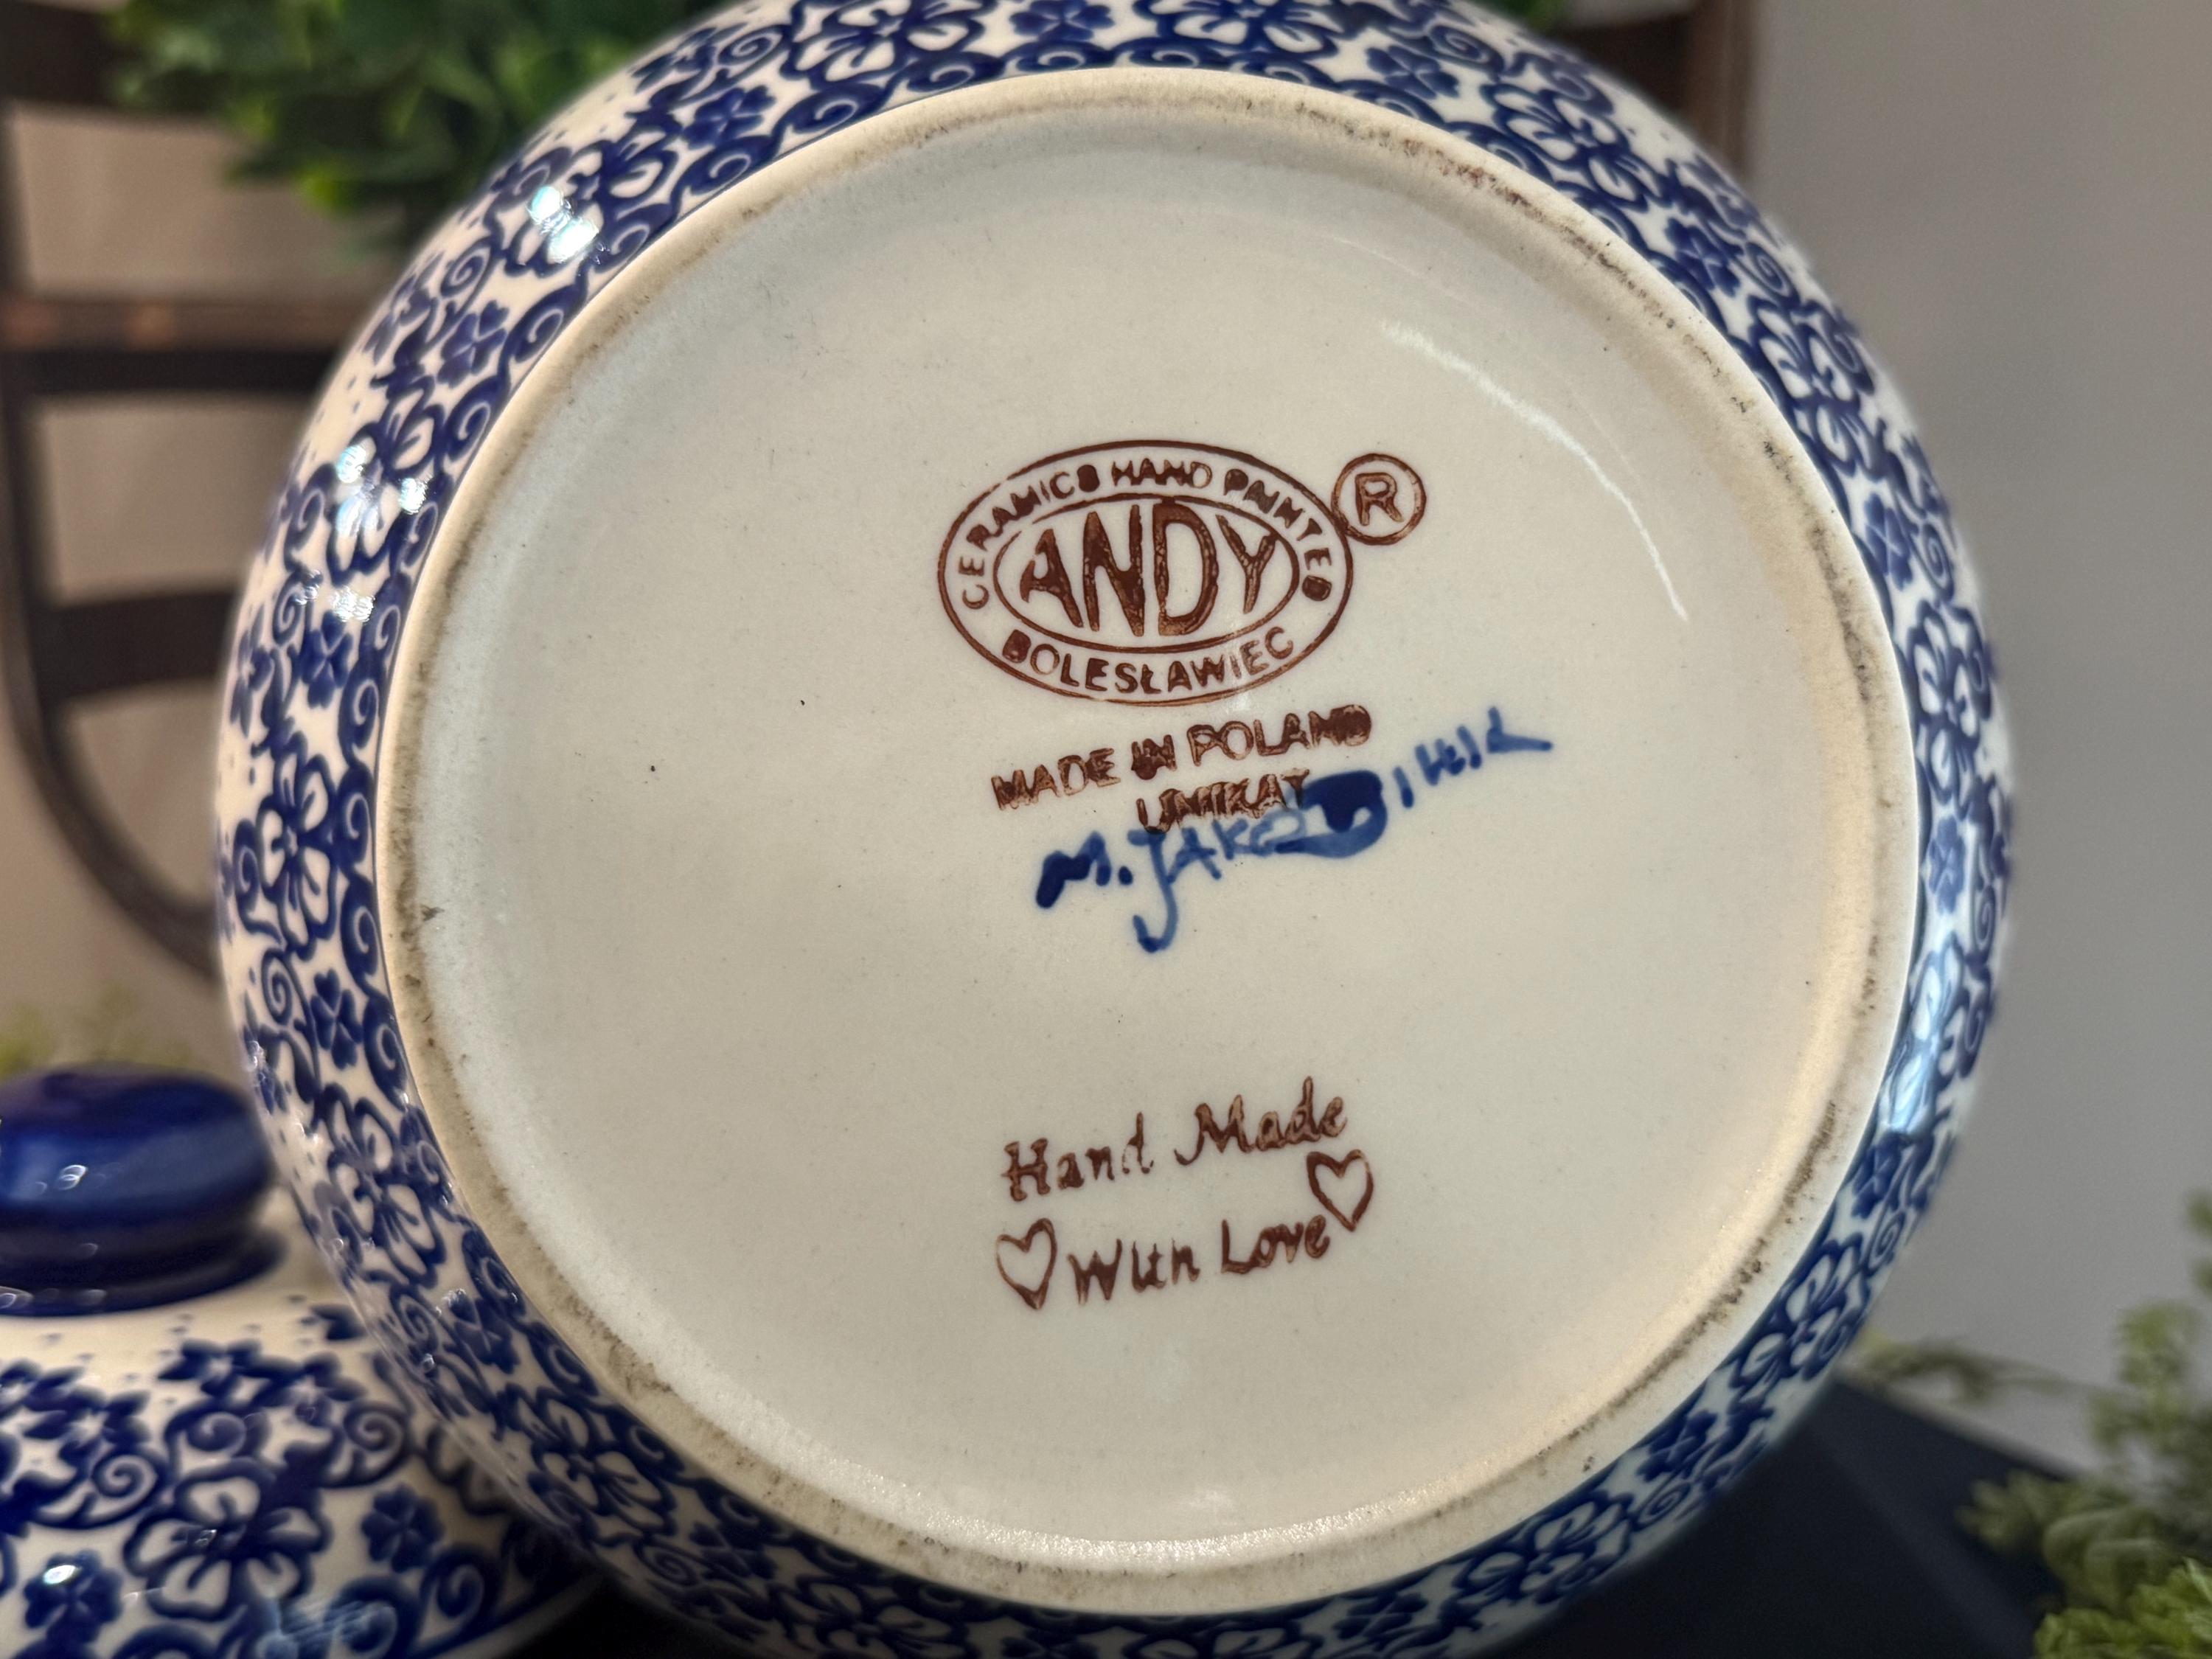 CERAMICS HAND PAINTED
ANDY
®
BOLESŁAWIEC
MADE IN POLAND
UNIKAT
M.
Hand Made
♡ With Love ♡